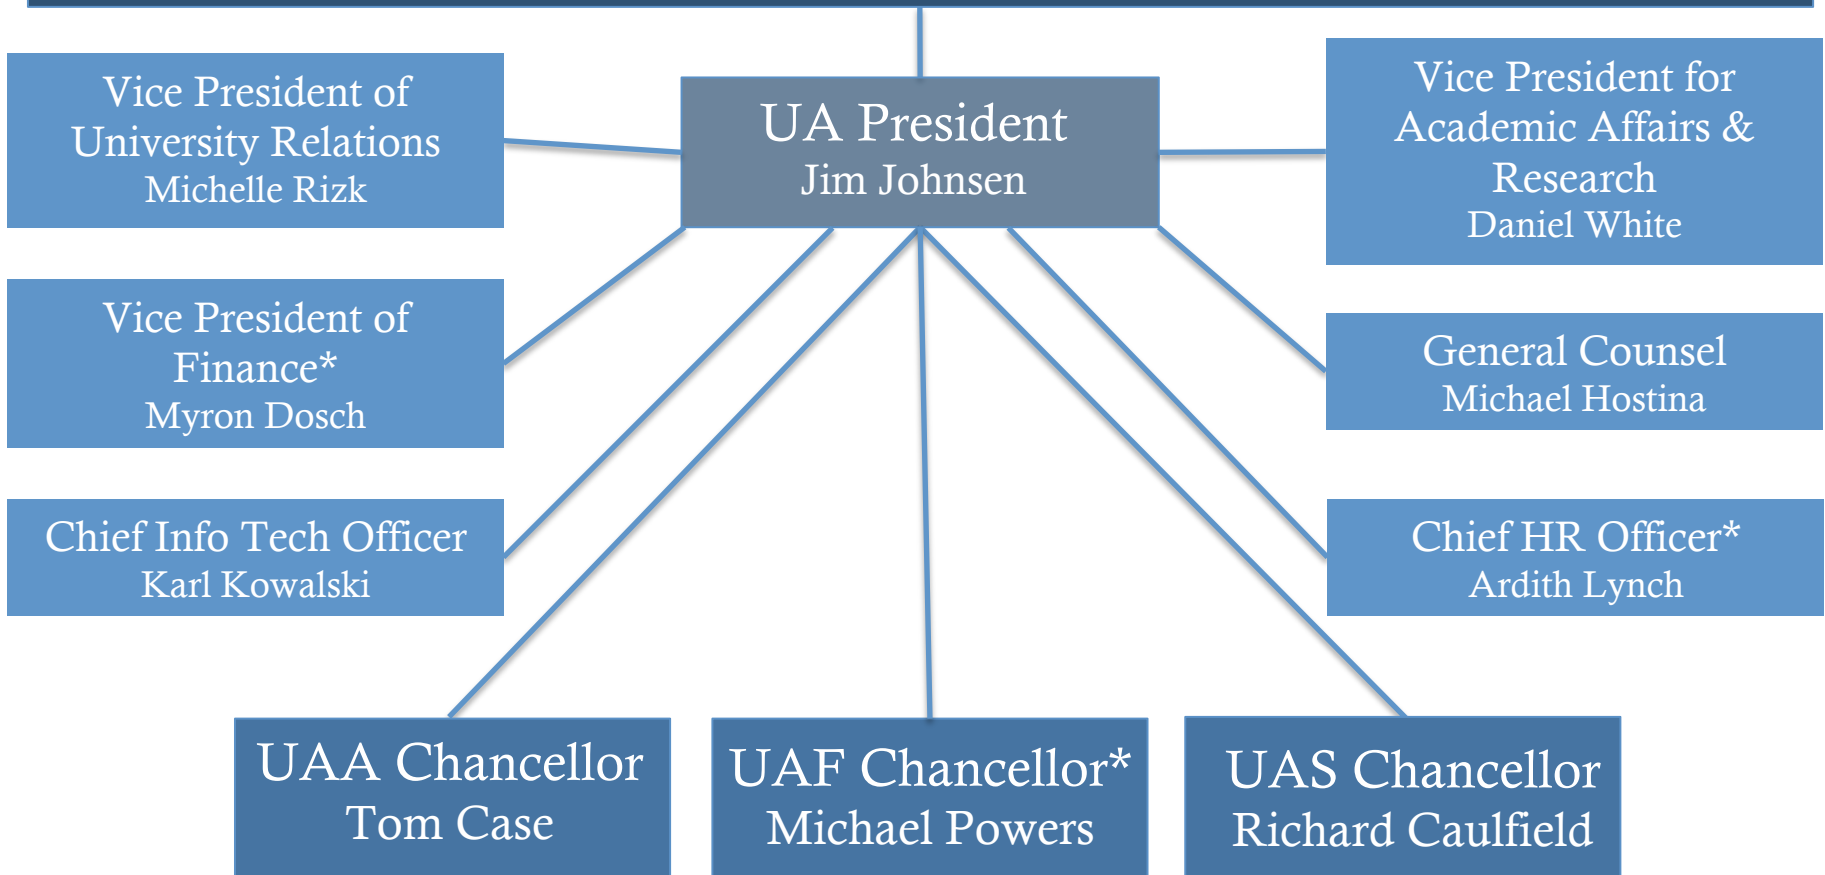 Vice President of
University Relations
Michelle Rizk
UA President
Jim Johnsen
Vice President for
Academic Affairs &
Research
Daniel White
Vice President of
Finance*
Myron Dosch
General Counsel
Michael Hostina
Chief Info Tech Officer
Karl Kowalski
Chief HR Officer*
Ardith Lynch
UAA Chancellor
Tom Case
UAF Chancellor*
Michael Powers
UAS Chancellor
Richard Caulfield